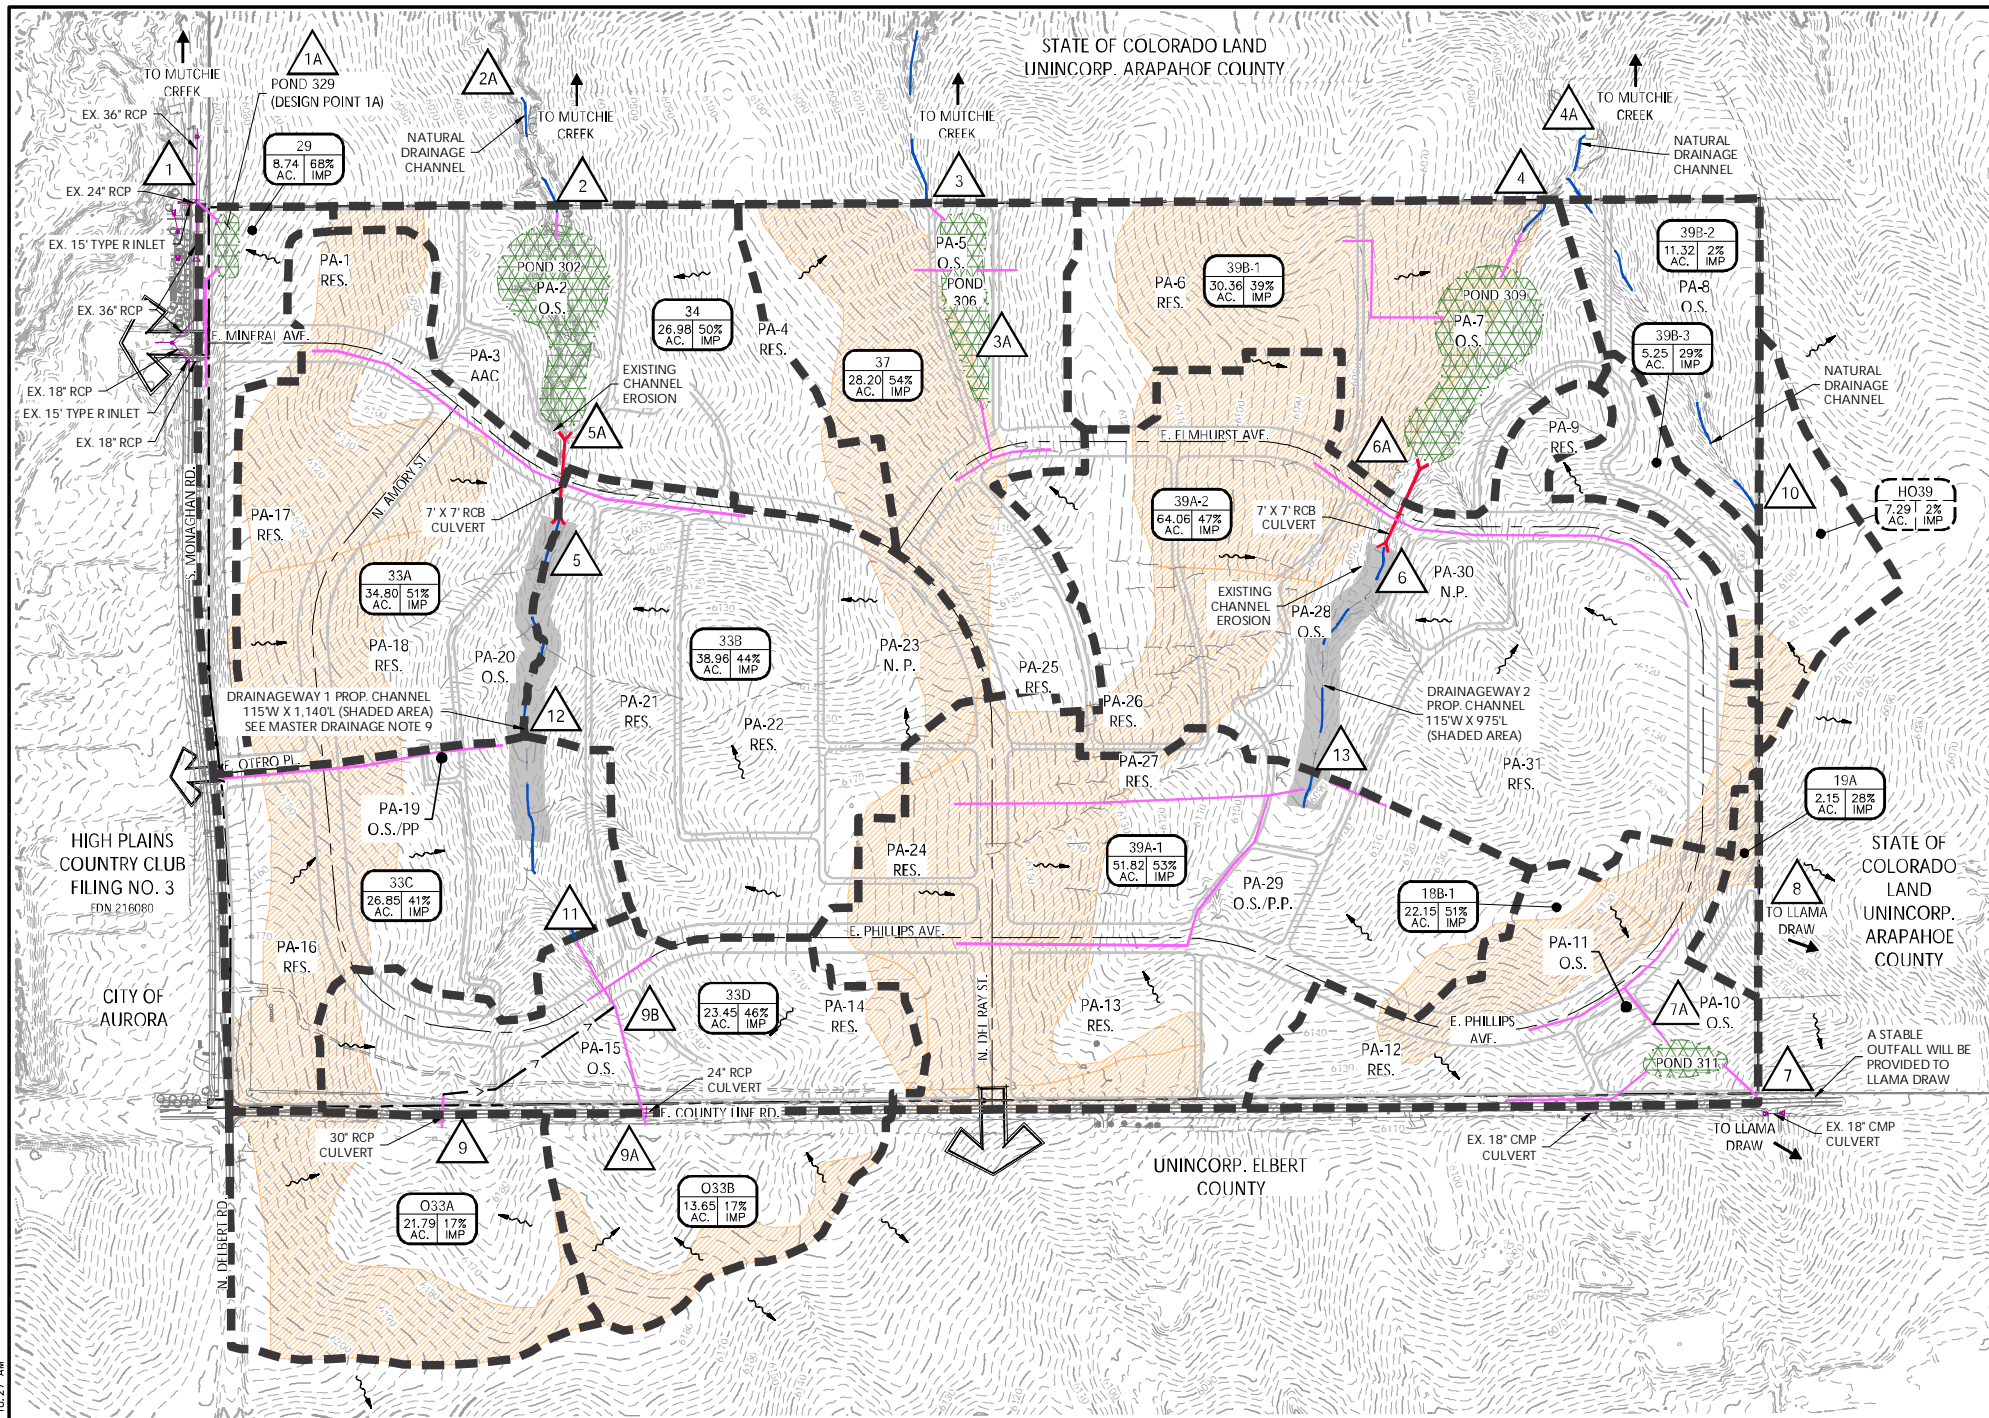 STATE OF COLORADO LAND
UNINCORP. ARAPAHOE COUNTY
TO MUTCHIE
CREEK
1A
POND 329
(DESIGN POINT 1A)
EX. 36" RCP
29
8.74 AC.
68% IMP
1
EX. 24" RCP
EX. 15' TYPE R INLET
EX. 36" RCP
EX. 18" RCP
EX. 15' TYPE R INLET
EX. 18" RCP
2A
NATURAL
DRAINAGE
CHANNEL
TO MUTCHIE
CREEK
2
TO MUTCHIE
CREEK
3
4A
TO MUTCHIE
CREEK
NATURAL
DRAINAGE
CHANNEL
4
PA-1
RES.
E. MINERAL AVE.
POND 302
PA-2
O.S.
PA-3
AAC
34
26.98 AC.
50% IMP
PA-4
RES.
EXISTING
CHANNEL
EROSION
5A
37
28.20 AC.
54% IMP
PA-5
O.S.
POND
306
3A
PA-6
RES.
39B-1
30.36 AC.
39% IMP
POND 309
PA-7
O.S.
39B-2
11.32 AC.
2% IMP
PA-8
O.S.
39B-3
5.25 AC.
29% IMP
NATURAL
DRAINAGE
CHANNEL
PA-9
RES.
10
HO39
7.29 AC.
2% IMP
E. ELMHURST AVE.
6A
39A-2
64.06 AC.
47% IMP
7' X 7' RCB
CULVERT
7' X 7' RCB
CULVERT
5
6
EXISTING
CHANNEL
EROSION
PA-28
O.S.
PA-30
N.P.
S. MONAGHAN RD.
N. AMORY ST.
PA-17
RES.
33A
34.80 AC.
51% IMP
PA-18
RES.
PA-20
O.S.
DRAINAGEWAY 1 PROP. CHANNEL
115'W X 1,140'L (SHADED AREA)
SEE MASTER DRAINAGE NOTE 9
12
33B
38.96 AC.
44% IMP
PA-21
RES.
PA-22
RES.
PA-23
N. P.
PA-25
RES.
PA-26
RES.
PA-27
RES.
DRAINAGEWAY 2
PROP. CHANNEL
115'W X 975'L
(SHADED AREA)
13
PA-31
RES.
E. OTERO PL.
PA-19
O.S./PP
HIGH PLAINS
COUNTRY CLUB
FILING NO. 3
EDN 216080
33C
26.85 AC.
41% IMP
PA-24
RES.
39A-1
51.82 AC.
53% IMP
PA-29
O.S./P.P.
18B-1
22.15 AC.
51% IMP
19A
2.15 AC.
28% IMP
STATE OF
COLORADO
LAND
UNINCORP.
ARAPAHOE
COUNTY
8
TO LLAMA
DRAW
11
E. PHILLIPS AVE.
PA-16
RES.
CITY OF
AURORA
33D
23.45 AC.
46% IMP
9B
PA-15
O.S.
PA-14
RES.
N. DEL RAY ST.
PA-13
RES.
PA-11
O.S.
7A
PA-10
O.S.
E. PHILLIPS
AVE.
PA-12
RES.
POND 311
7
A STABLE
OUTFALL WILL BE
PROVIDED TO
LLAMA DRAW
24" RCP
CULVERT
E. COUNTY LINE RD.
30" RCP
CULVERT
9
9A
EX. 18" CMP
CULVERT
TO LLAMA
DRAW
EX. 18" CMP
CULVERT
UNINCORP. ELBERT
COUNTY
O33A
21.79 AC.
17% IMP
O33B
13.65 AC.
17% IMP
N. DELBERT RD.